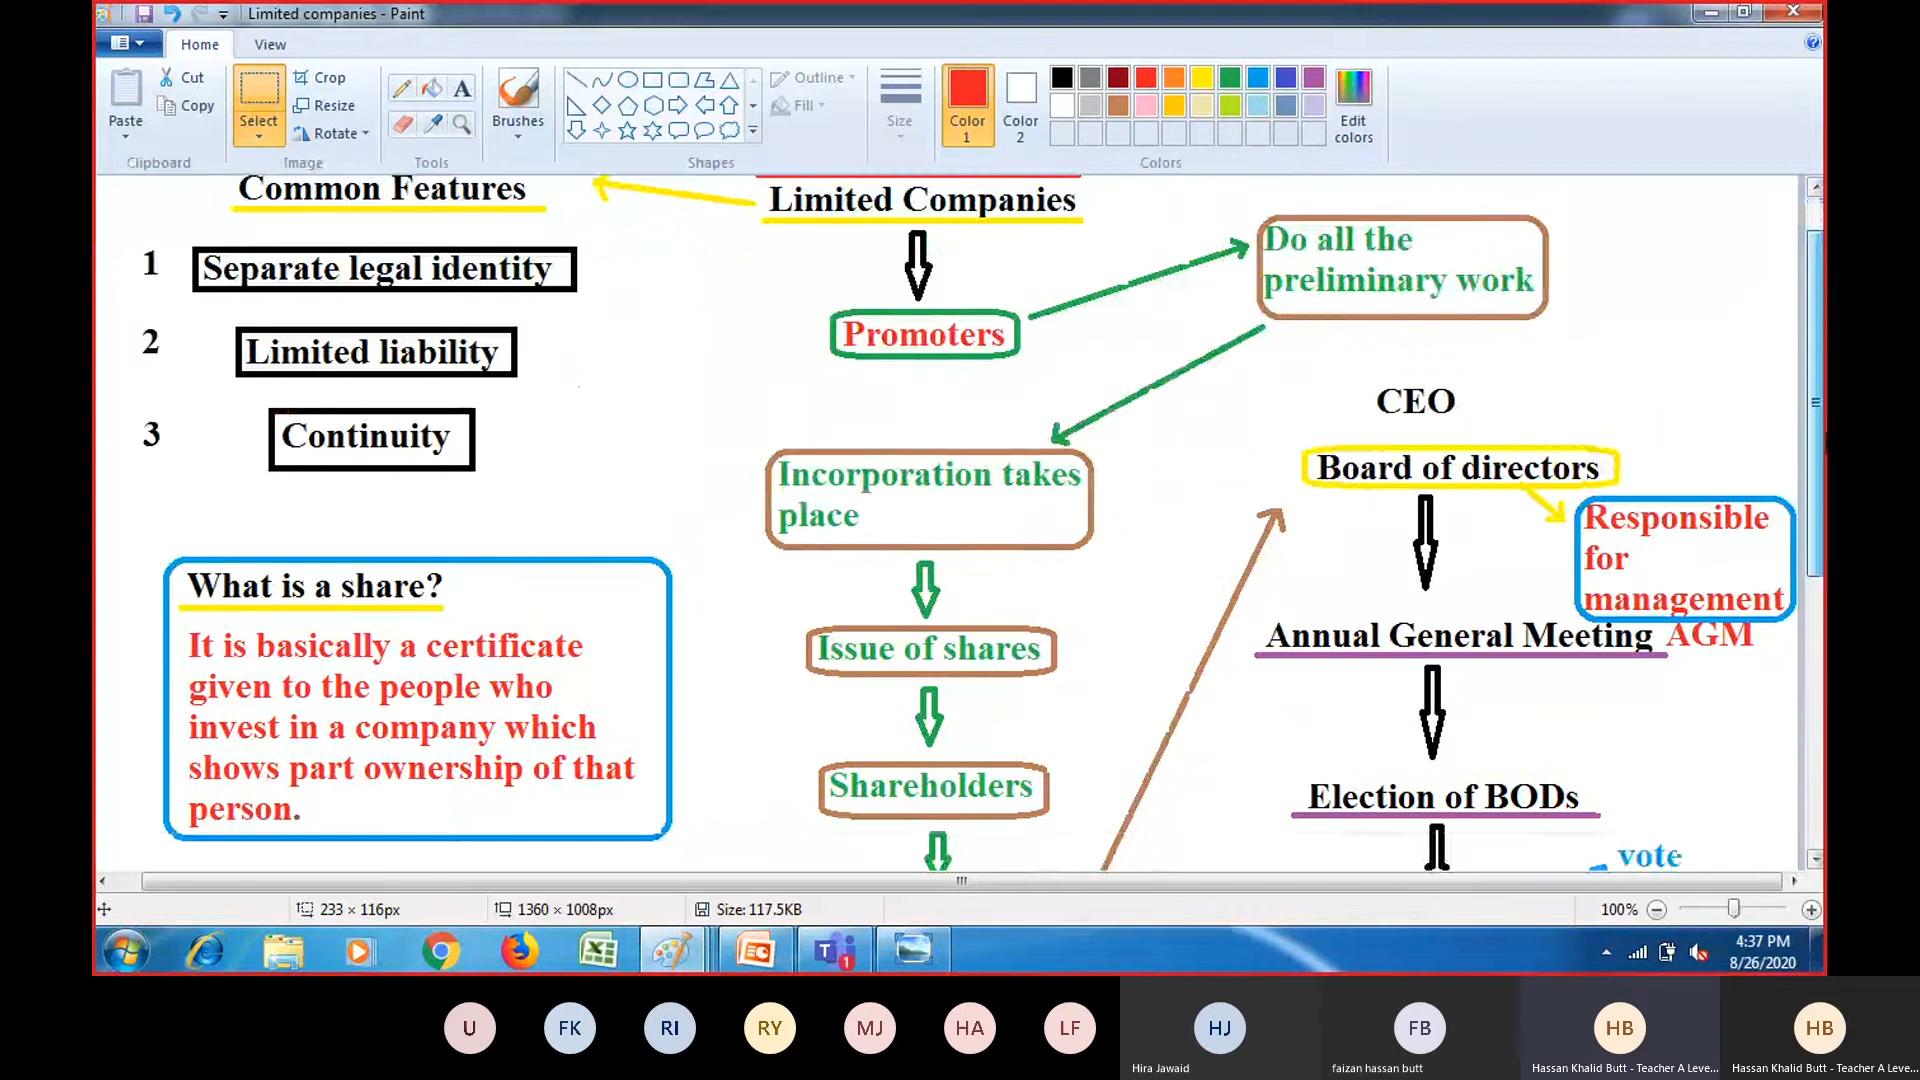 Limited companies - Paint
Home
View
Paste
Cut
Copy
Clipboard
Select
Crop
Resize
Rotate
Image
A
Tools
Brushes
Outline
Fill
Shapes
Size
Color
1
Color
2
Edit
colors
Colors
Common Features
1
Separate legal identity
2
Limited liability
3
Continuity
What is a share?
It is basically a certificate
given to the people who
invest in a company which
shows part ownership of that
person.
Limited Companies
Promoters
Do all the
preliminary work
Incorporation takes
place
Issue of shares
Shareholders
CEO
Board of directors
Responsible
for
management
Annual General Meeting AGM
Election of BODs
vote
233 × 116px
1360 × 1008px
Size: 117.5KB
100%
4:37 PM
8/26/2020
T
1
U
FK
RI
RY
MJ
HA
LF
HJ
Hira Jawaid
FB
faizan hassan butt
HB
Hassan Khalid Butt - Teacher A Leve...
HB
Hassan Khalid Butt - Teacher A Leve...